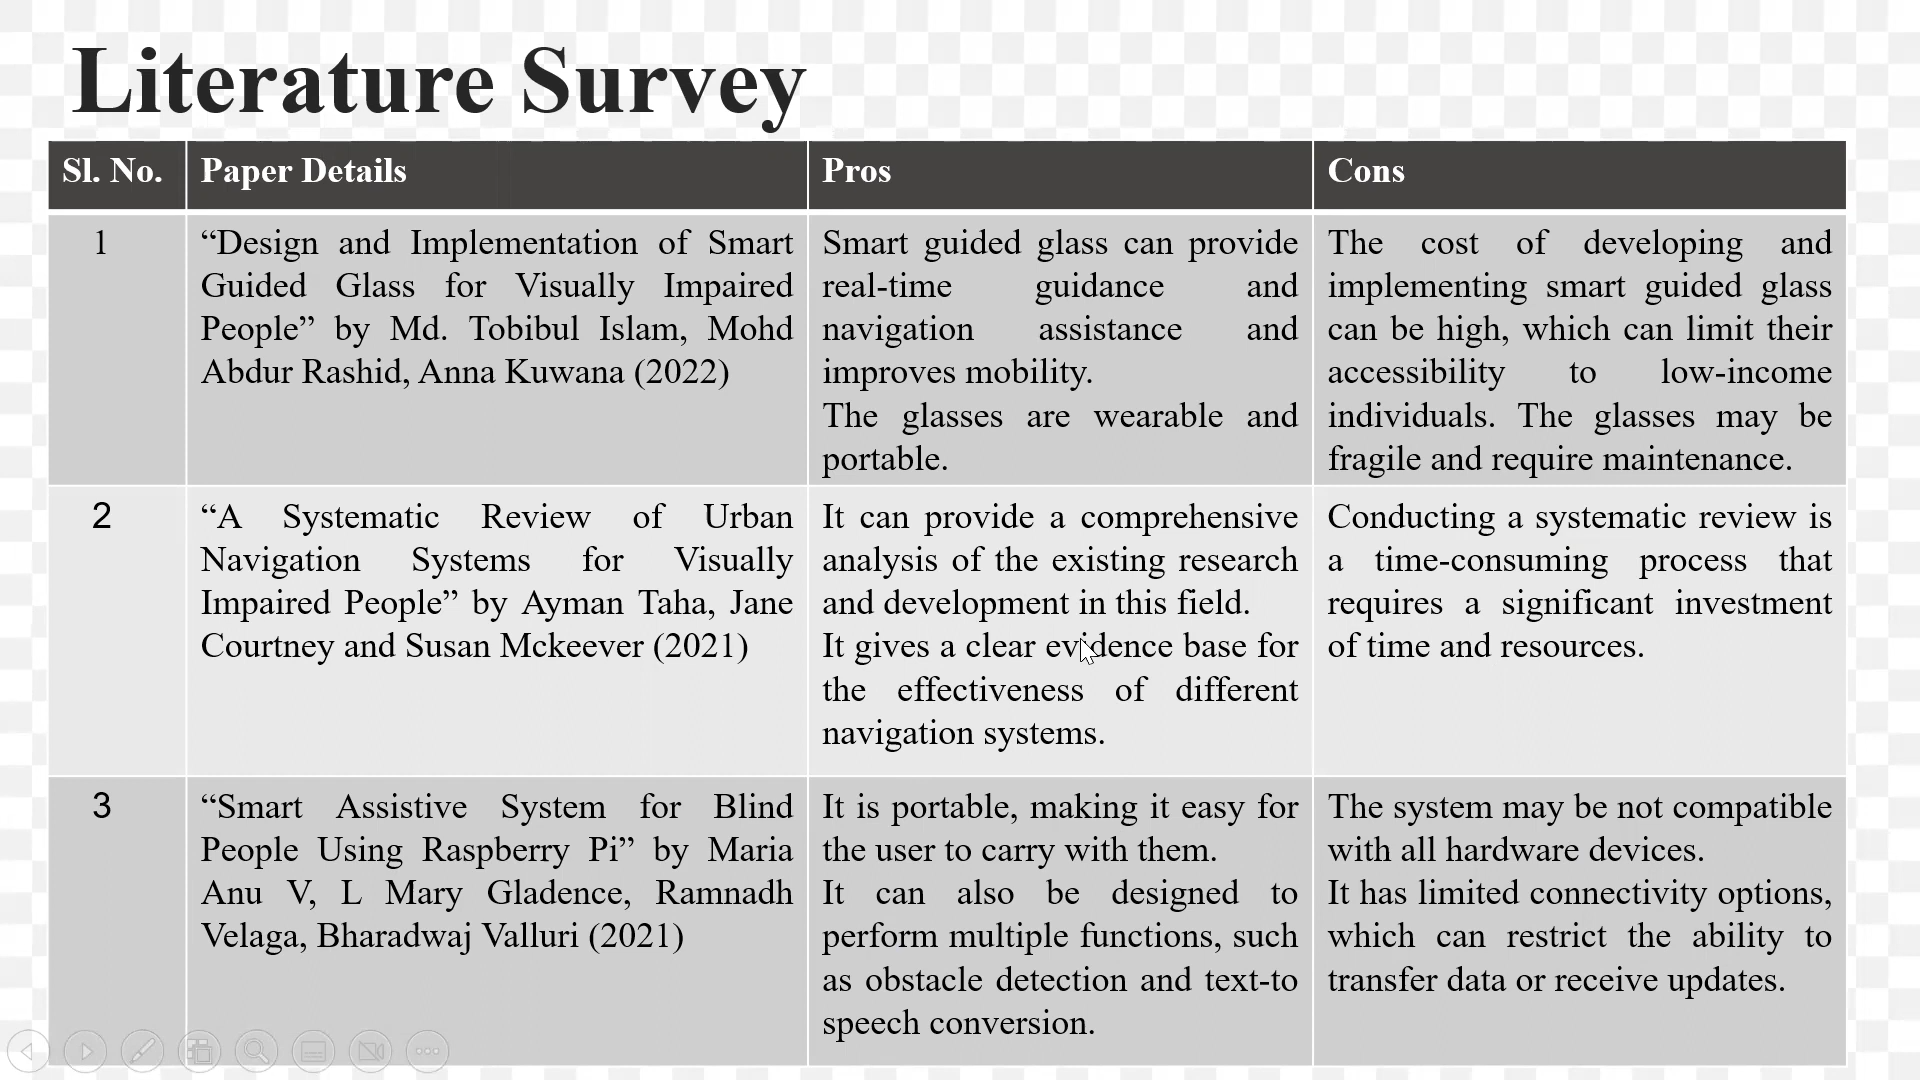 Literature Survey
Sl. No.
Paper Details
Pros
Cons
1
“Design and Implementation of Smart
Guided Glass for Visually Impaired
People” by Md. Tobibul Islam, Mohd
Abdur Rashid, Anna Kuwana (2022)
Smart guided glass can provide
real-time guidance and
navigation assistance and
improves mobility.
The glasses are wearable and
portable.
The cost of developing and
implementing smart guided glass
can be high, which can limit their
accessibility to low-income
individuals. The glasses may be
fragile and require maintenance.
2
“A Systematic Review of Urban
Navigation Systems for Visually
Impaired People” by Ayman Taha, Jane
Courtney and Susan Mckeever (2021)
It can provide a comprehensive
analysis of the existing research
and development in this field.
It gives a clear evidence base for
the effectiveness of different
navigation systems.
Conducting a systematic review is
a time-consuming process that
requires a significant investment
of time and resources.
3
“Smart Assistive System for Blind
People Using Raspberry Pi” by Maria
Anu V, L Mary Gladence, Ramnadh
Velaga, Bharadwaj Valluri (2021)
It is portable, making it easy for
the user to carry with them.
It can also be designed to
perform multiple functions, such
as obstacle detection and text-to
speech conversion.
The system may be not compatible
with all hardware devices.
It has limited connectivity options,
which can restrict the ability to
transfer data or receive updates.